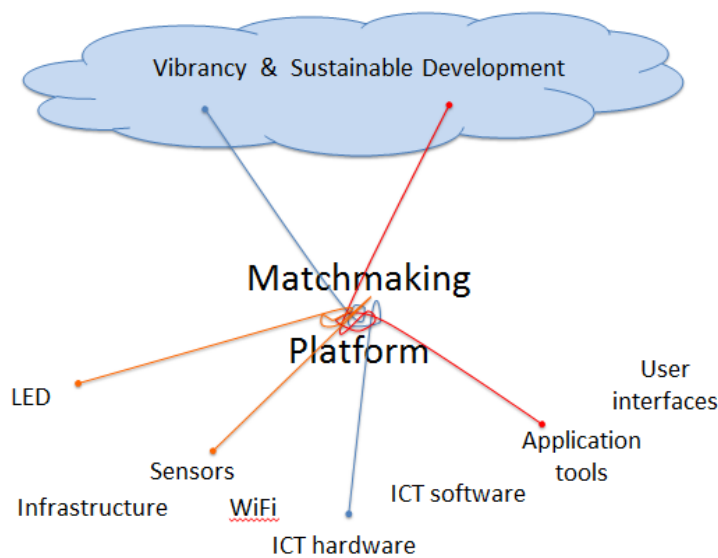 Vibrancy & Sustainable Development
Matchmaking
Platform
User
interfaces
LED
Application
tools
Sensors
ICT software
Infrastructure
WiFi
ICT hardware